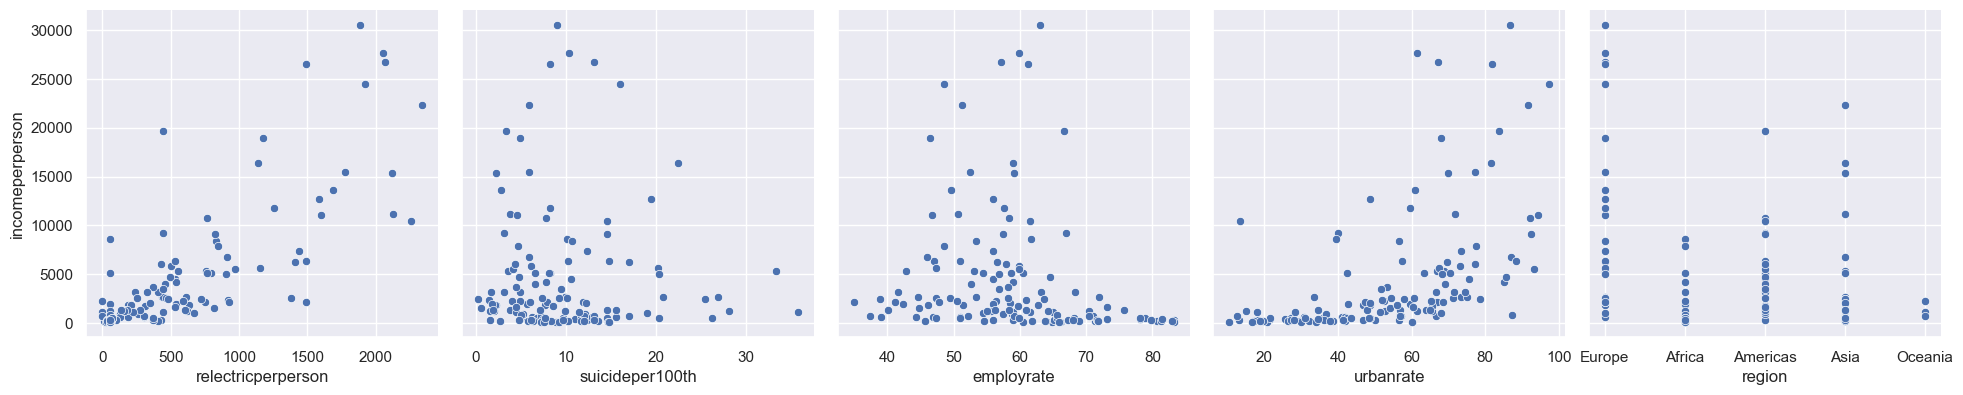 incomeperperson
30000
25000
20000
15000
10000
5000
0
0 500 1000 1500 2000
relectricperperson
0 10 20 30
suicideper100th
40 50 60 70 80
employrate
20 40 60 80 100
urbanrate
Europe Africa Americas Asia Oceania
region